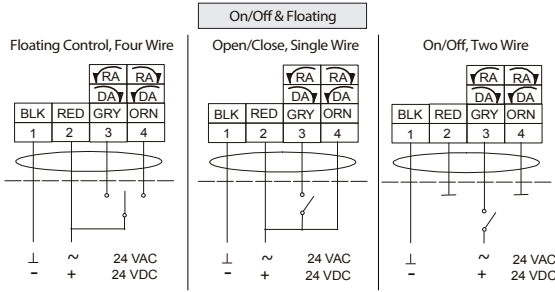 On/Off & Floating
Floating Control, Four Wire
RA RA
DA DA
BLK RED GRY ORN
1 2 3 4
⊥ ~ 24 VAC
- + 24 VDC
Open/Close, Single Wire
RA RA
DA DA
BLK RED GRY ORN
1 2 3 4
⊥ ~ 24 VAC
- + 24 VDC
On/Off, Two Wire
RA RA
DA DA
BLK RED GRY ORN
1 2 3 4
⊥ ~ 24 VAC
- + 24 VDC